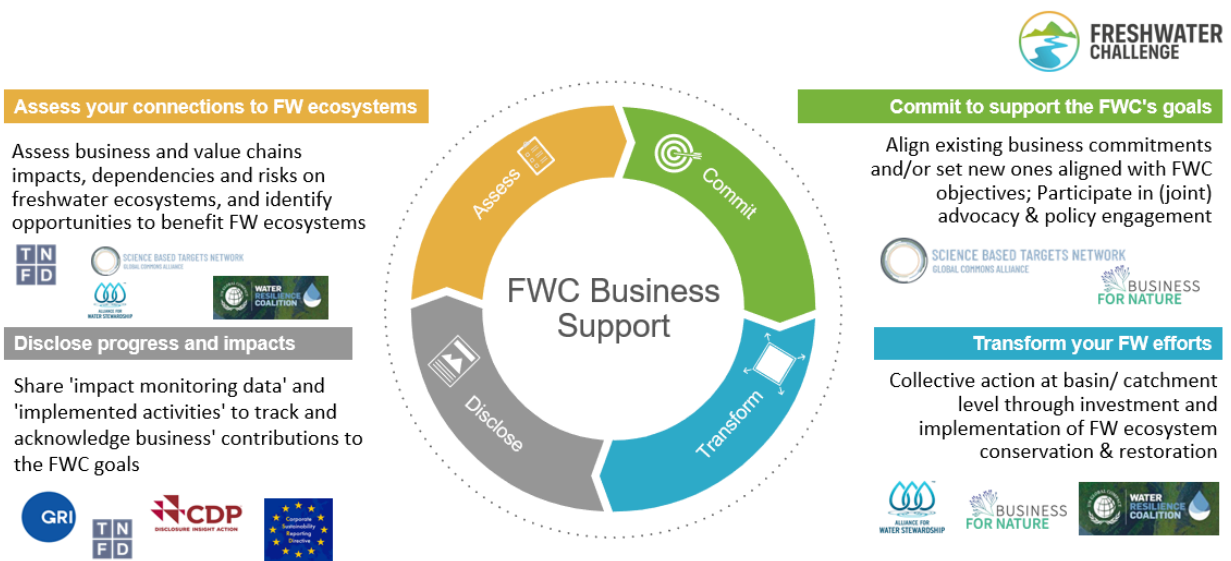 FRESHWATER
CHALLENGE
Assess your connections to FW ecosystems
Assess business and value chains
impacts, dependencies and risks on
freshwater ecosystems, and identify
opportunities to benefit FW ecosystems
T N
F D
SCIENCE BASED TARGETS NETWORK
GLOBAL COMMONS ALLIANCE
ALLIANCE FOR
WATER STEWARDSHIP
WATER
RESILIENCE
COALITION
Commit to support the FWC's goals
Align existing business commitments
and/or set new ones aligned with FWC
objectives; Participate in (joint)
advocacy & policy engagement
SCIENCE BASED TARGETS NETWORK
GLOBAL COMMONS ALLIANCE
BUSINESS
FOR NATURE
Assess
Commit
FWC Business
Support
Disclose
Transform
Disclose progress and impacts
Share 'impact monitoring data' and
'implemented activities' to track and
acknowledge business' contributions to
the FWC goals
GRI
T N
F D
CDP
DISCLOSURE INSIGHT ACTION
Corporate
Sustainability
Reporting
Directive
Transform your FW efforts
Collective action at basin/ catchment
level through investment and
implementation of FW ecosystem
conservation & restoration
ALLIANCE FOR
WATER STEWARDSHIP
BUSINESS
FOR NATURE
WATER
RESILIENCE
COALITION